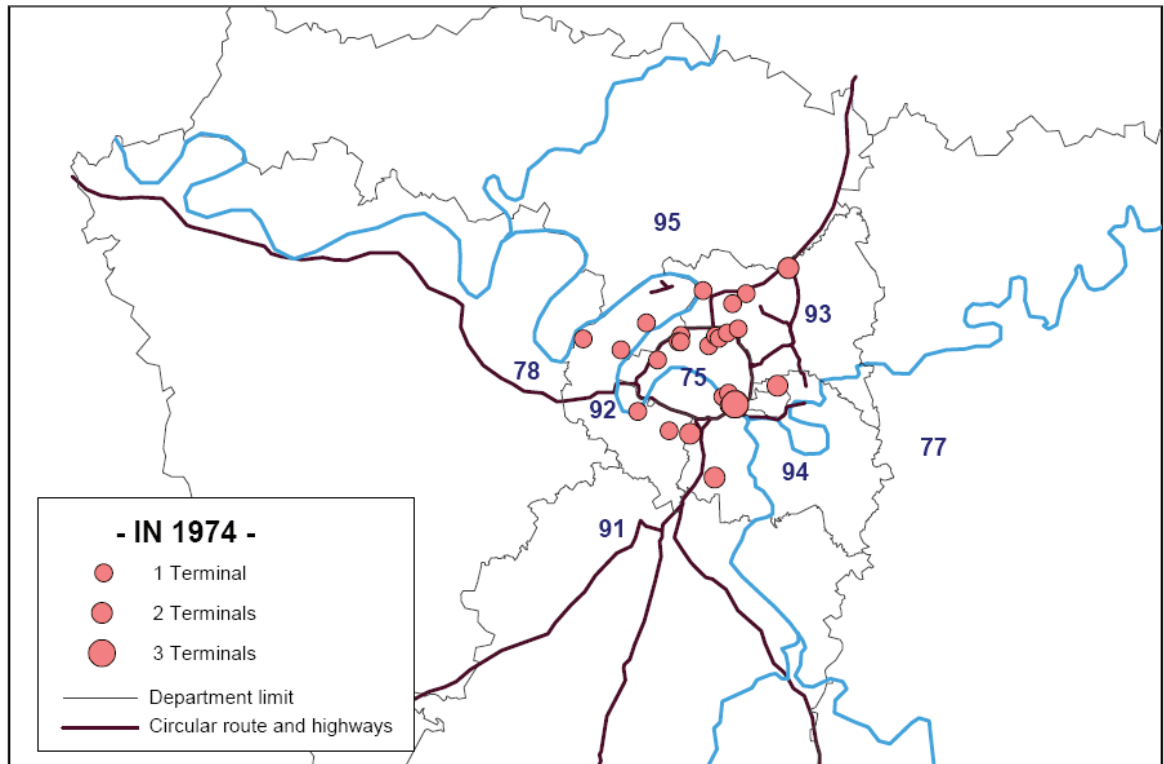 95
93
78
75
92
77
94
91
- IN 1974 -
1 Terminal
2 Terminals
3 Terminals
Department limit
Circular route and highways